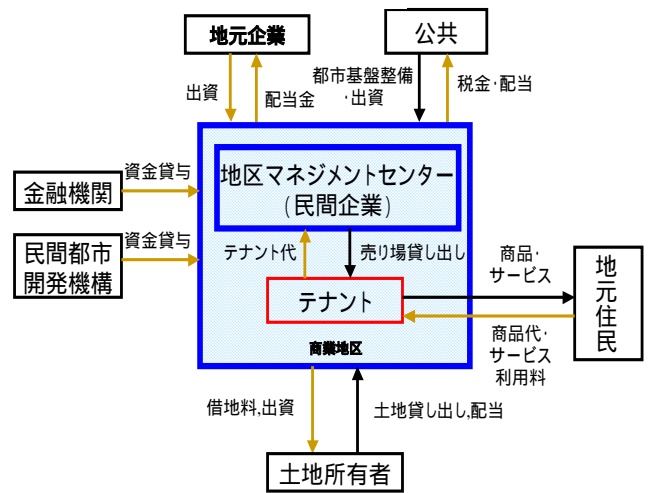 地元企業
公共
出資
配当金
都市基盤整備
・出資
税金・配当
地区マネジメントセンター
(民間企業)
資金貸与
金融機関
資金貸与
民間都市
開発機構
テナント代
売り場貸し出し
テナント
商品・
サービス
地元住民
商品代・
サービス
利用料
商業地区
借地料,出資
土地貸し出し,配当
土地所有者